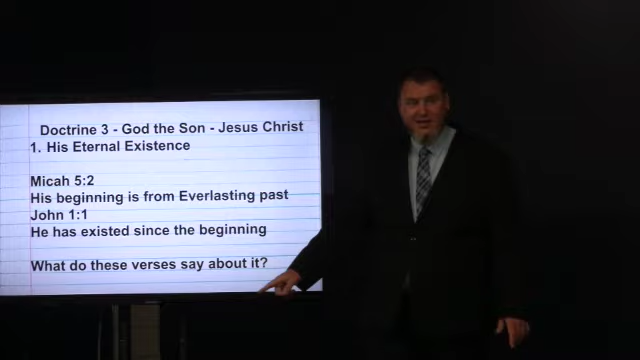 Doctrine 3 - God the Son - Jesus Christ
1. His Eternal Existence
Micah 5:2
His beginning is from Everlasting past
John 1:1
He has existed since the beginning
What do these verses say about it?